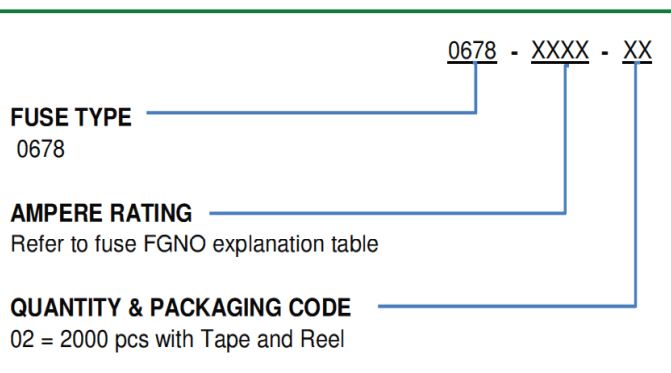 0678 - XXXX - XX
FUSE TYPE
0678
AMPERE RATING
Refer to fuse FGNO explanation table
QUANTITY & PACKAGING CODE
02 = 2000 pcs with Tape and Reel